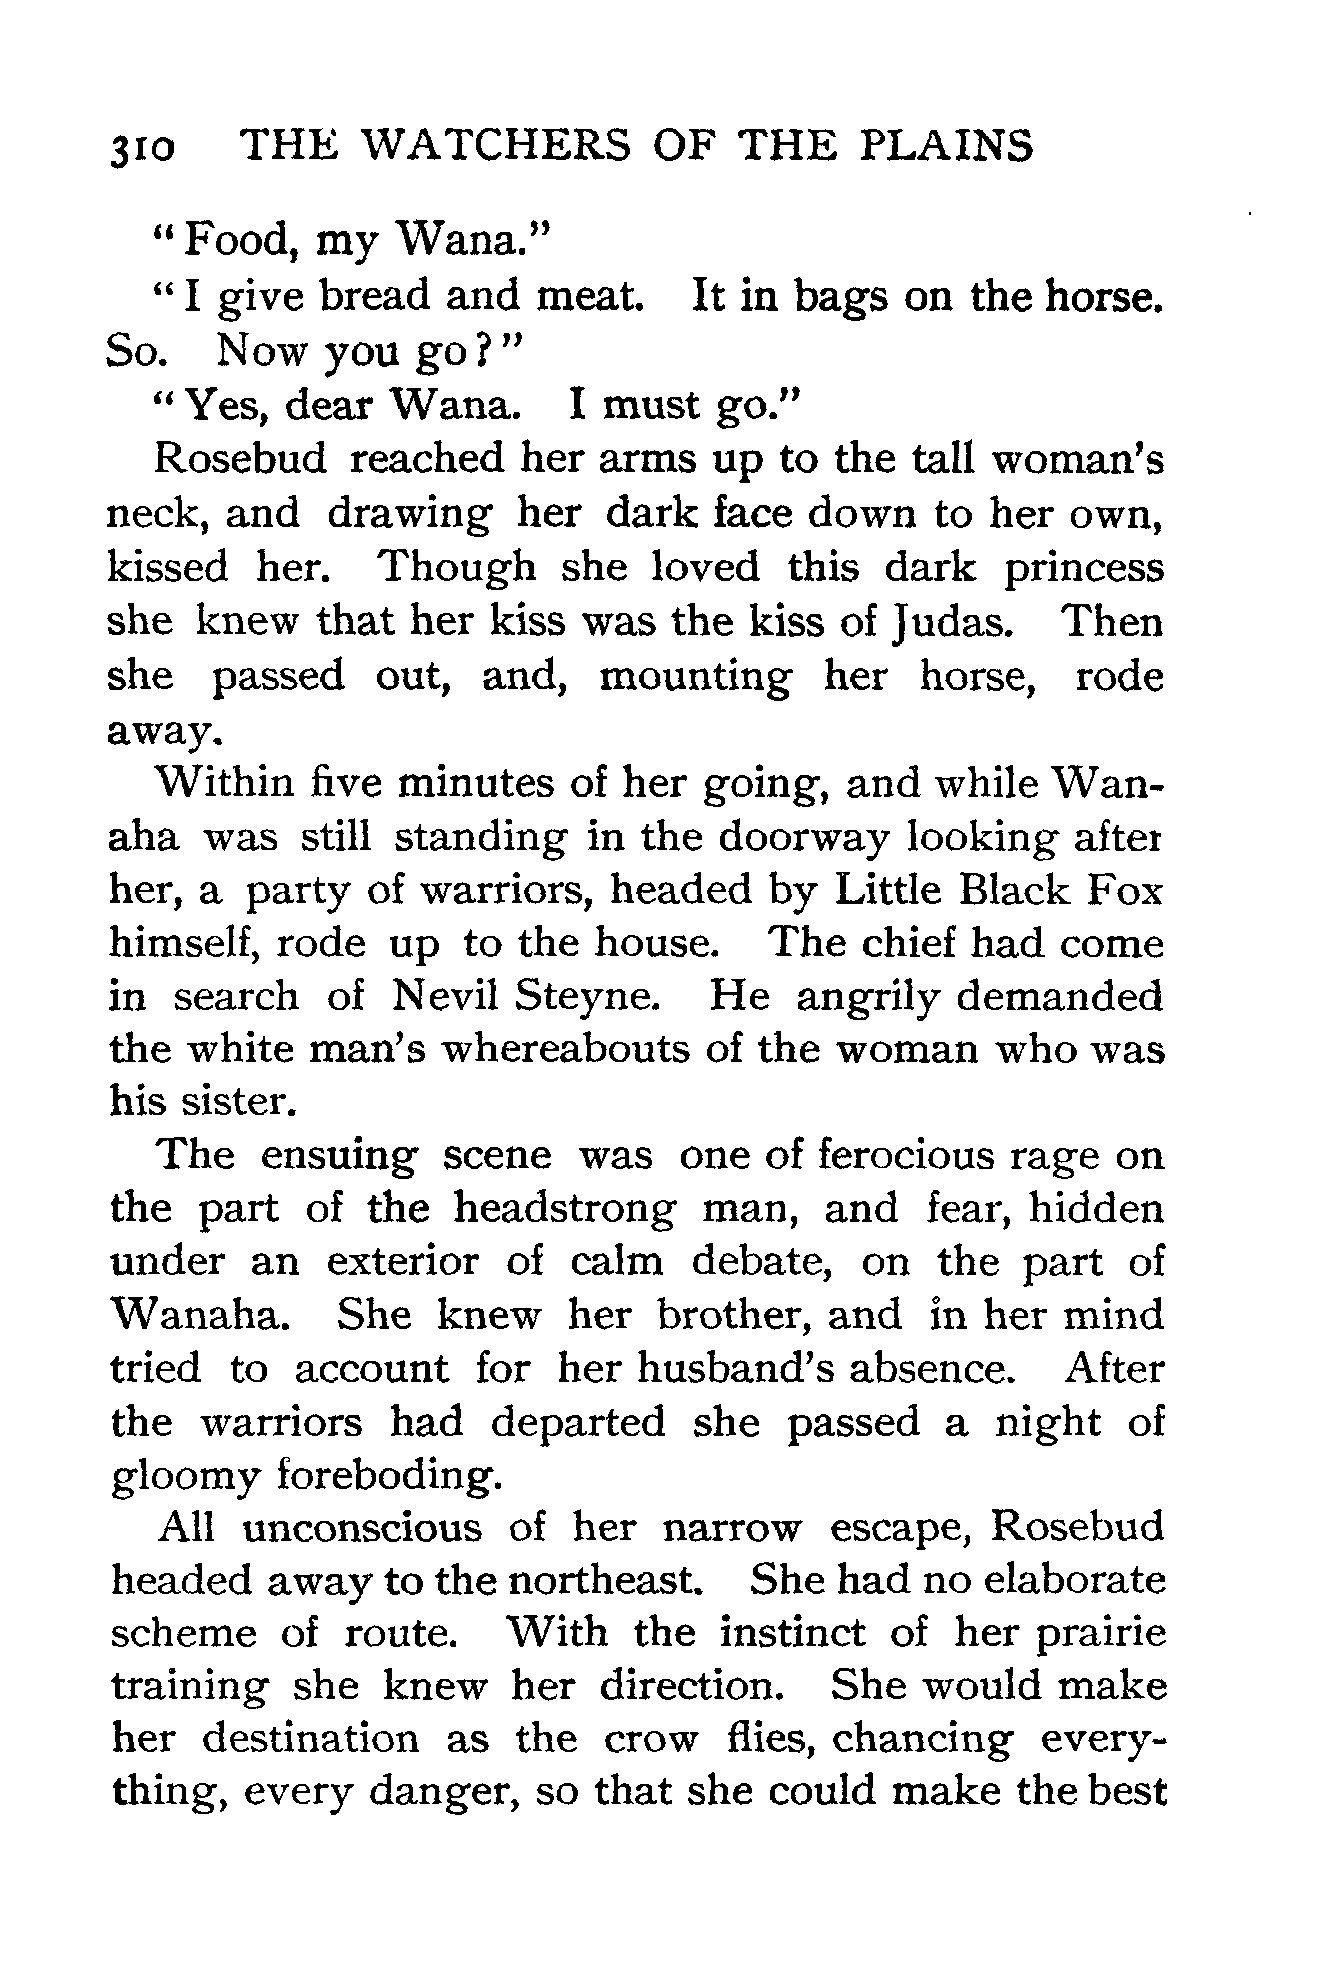 310 THE WATCHERS OF THE PLAINS
“Food, my Wana.”
“I give bread and meat. It in bags on the horse.
So. Now you go?”
“Yes, dear Wana. I must go.”
Rosebud reached her arms up to the tall woman’s
neck, and drawing her dark face down to her own,
kissed her. Though she loved this dark princess
she knew that her kiss was the kiss of Judas. Then
she passed out, and, mounting her horse, rode
away.
Within five minutes of her going, and while Wan-
aha was still standing in the doorway looking after
her, a party of warriors, headed by Little Black Fox
himself, rode up to the house. The chief had come
in search of Nevil Steyne. He angrily demanded
the white man’s whereabouts of the woman who was
his sister.
The ensuing scene was one of ferocious rage on
the part of the headstrong man, and fear, hidden
under an exterior of calm debate, on the part of
Wanaha. She knew her brother, and in her mind
tried to account for her husband’s absence. After
the warriors had departed she passed a night of
gloomy foreboding.
All unconscious of her narrow escape, Rosebud
headed away to the northeast. She had no elaborate
scheme of route. With the instinct of her prairie
training she knew her direction. She would make
her destination as the crow flies, chancing every-
thing, every danger, so that she could make the best